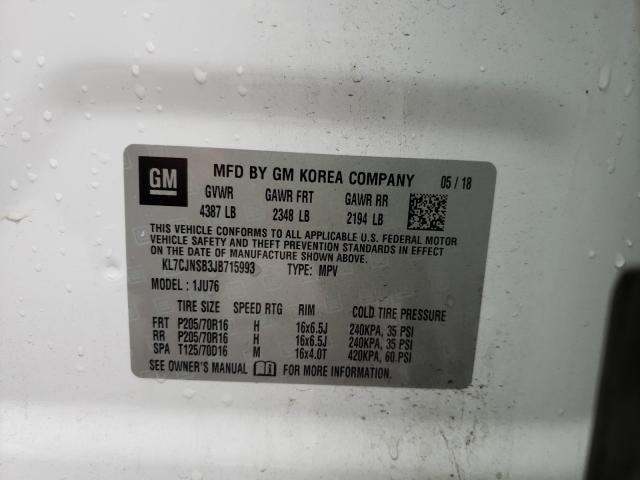 GM MFD BY GM KOREA COMPANY 05 / 18
GVWR GAWR FRT GAWR RR
4387 LB 2348 LB 2194 LB
THIS VEHICLE CONFORMS TO ALL APPLICABLE U.S. FEDERAL MOTOR
VEHICLE SAFETY AND THEFT PREVENTION STANDARDS IN EFFECT
ON THE DATE OF MANUFACTURE SHOWN ABOVE.
KL7CJNSB3JB715993 TYPE: MPV
MODEL: 1JU76
TIRE SIZE SPEED RTG RIM COLD TIRE PRESSURE
FRT P205/70R16 H 16x6.5J 240KPA, 35 PSI
RR P205/70R16 H 16x6.5J 240KPA, 35 PSI
SPA T125/70D16 M 16x4.0T 420KPA, 60 PSI
SEE OWNER'S MANUAL FOR MORE INFORMATION